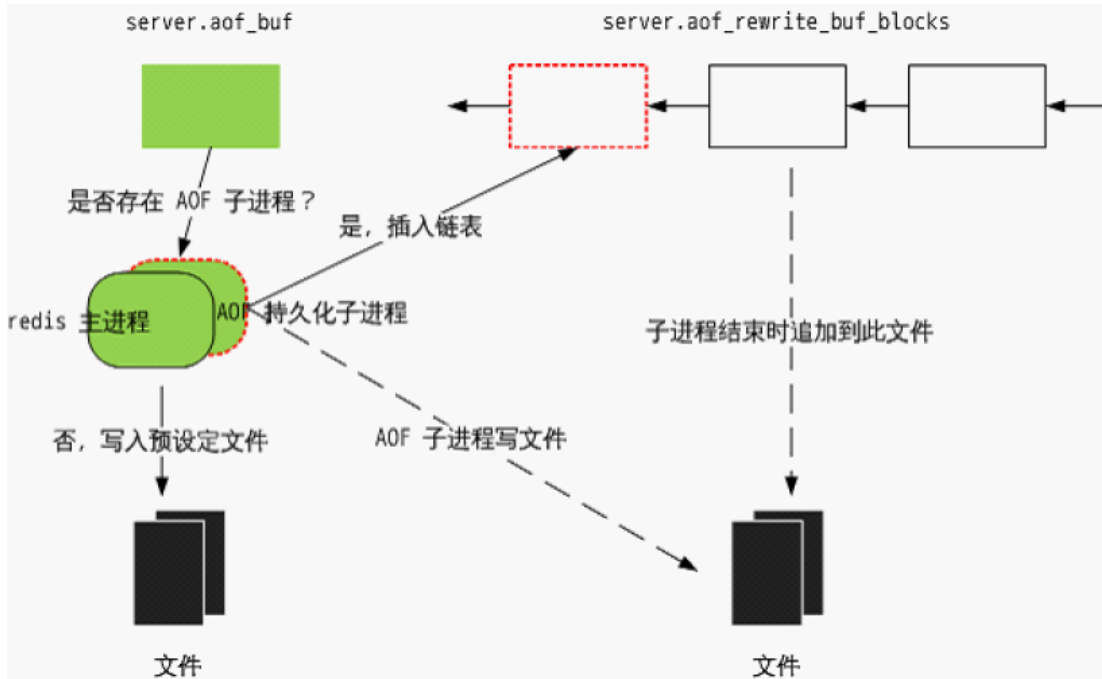 server.aof_buf
server.aof_rewrite_buf_blocks
是否存在 AOF 子进程？
是，插入链表
redis 主进程
AOF 持久化子进程
子进程结束时追加到此文件
否，写入预设定文件
AOF 子进程写文件
文件
文件